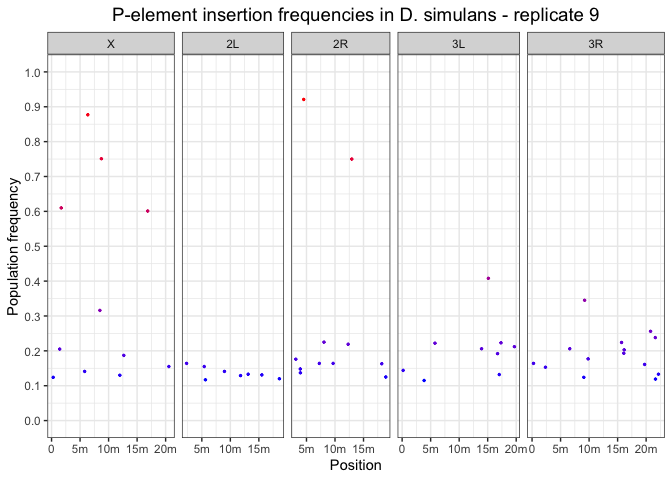 P-element insertion frequencies in D. simulans - replicate 9
X 2L 2R 3L 3R
1.0
0.9
0.8
0.7
0.6
0.5
0.4
0.3
0.2
0.1
0.0
Population frequency
0 5m 10m 15m 20m 5m 10m 15m 5m 10m 15m 0 5m 10m 15m 20m 0 5m 10m 15m 20m
Position